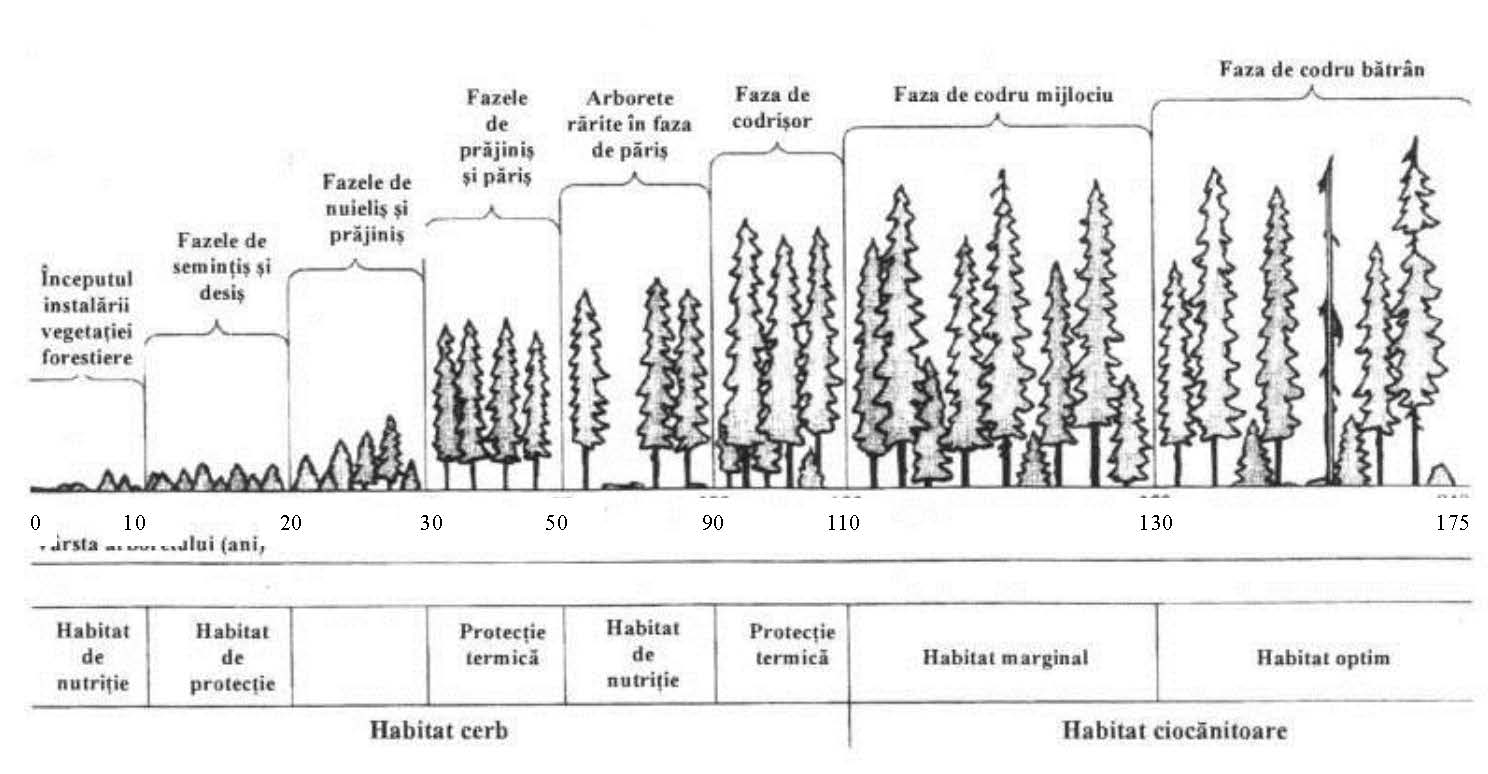 Începutul
instalării
vegetației
forestiere
Fazele de
semințiș și
desiș
Fazele de
nuieliș și
prăjiniș
Fazele
de
prăjiniș
și păriș
Arborete
rărite în faza
de păriș
Faza de
codrișor
Faza de codru mijlociu
Faza de codru bătrân
0 10 20 30 50 90 110 130 175
Vârsta arboretului (ani)
Habitat
de
nutriție
Habitat
de
protecție
Protecție
termică
Habitat
de
nutriție
Protecție
termică
Habitat marginal
Habitat optim
Habitat cerb
Habitat ciocănitoare